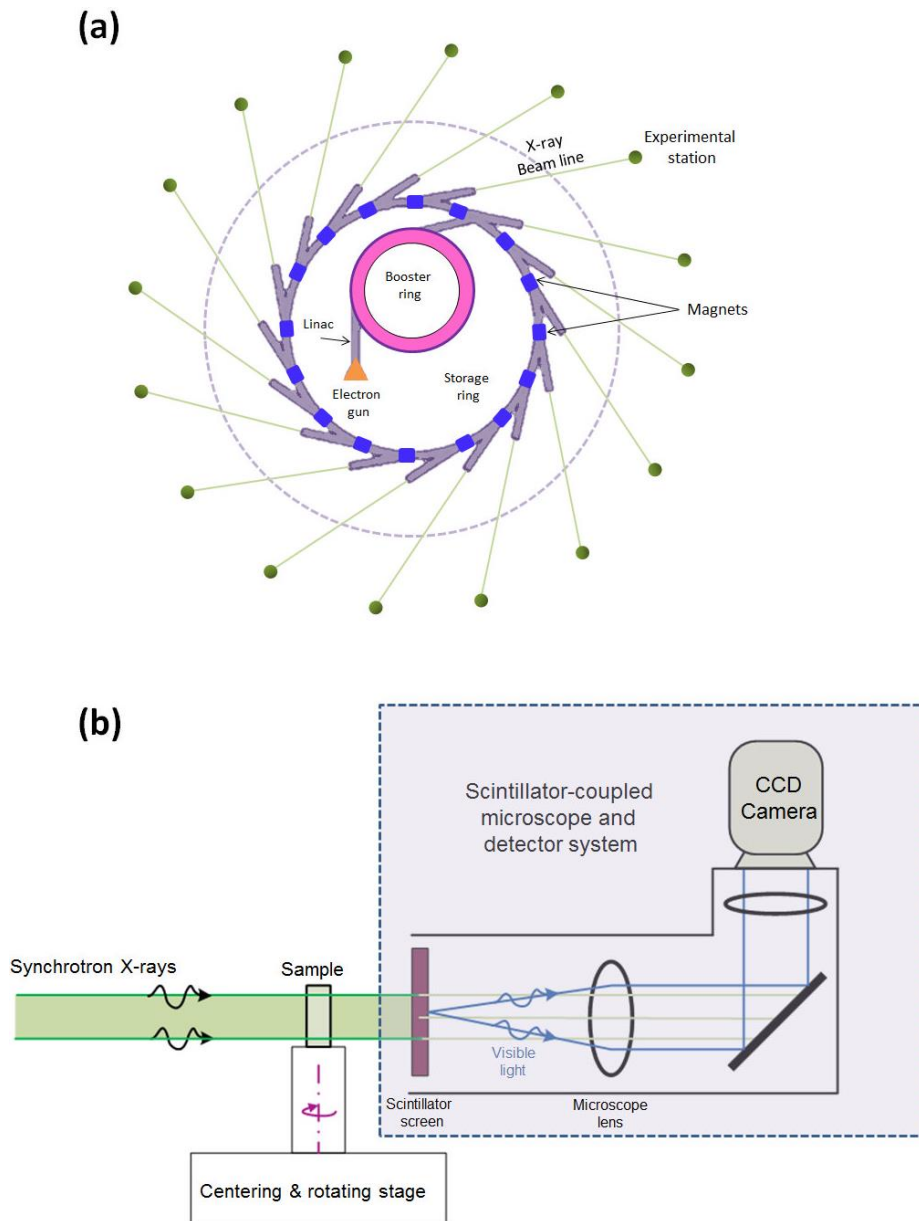 (a)
X-ray
Beam line
Experimental
station
Booster
ring
Magnets
Linac
Electron
gun
Storage
ring
(b)
Scintillator-coupled
microscope and
detector system
CCD
Camera
Synchrotron X-rays
Sample
Visible
light
Scintillator
screen
Microscope
lens
Centering & rotating stage